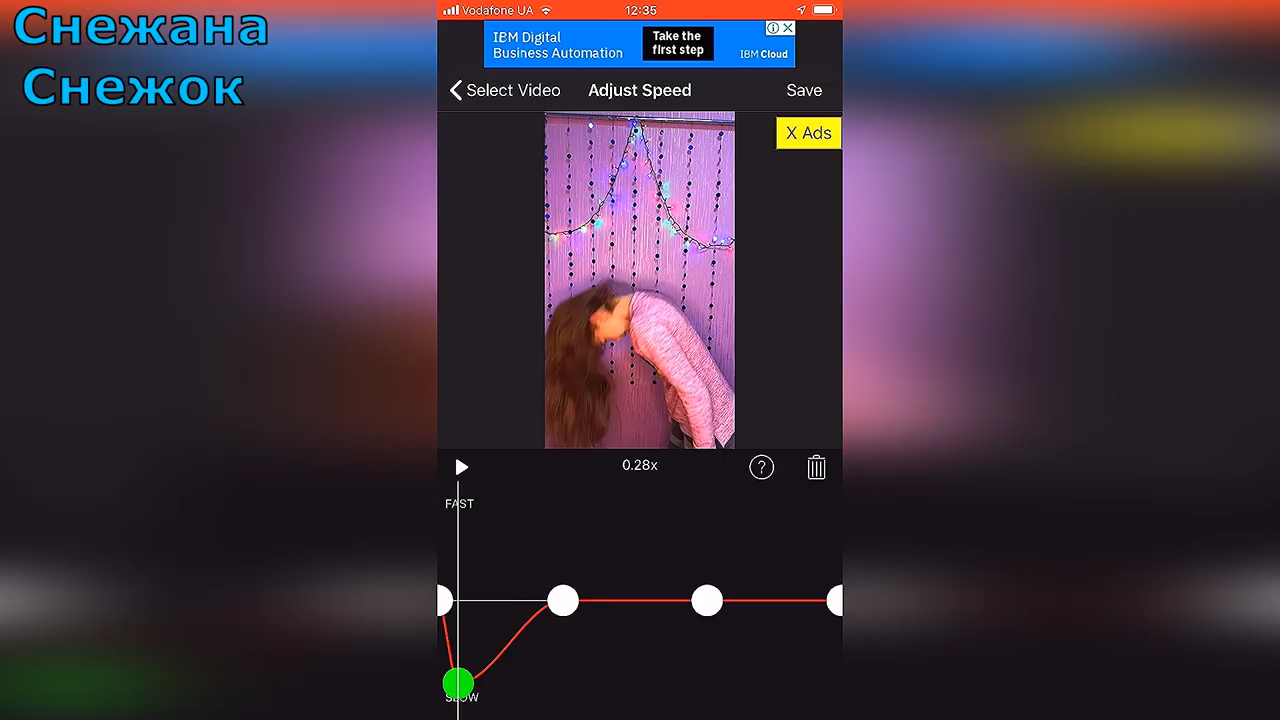 Снежана
Снежок
Vodafone UA
12:35
IBM Digital
Business Automation
Take the
first step
IBM Cloud
Select Video
Adjust Speed
Save
X Ads
0.28x
?
FAST
SLOW